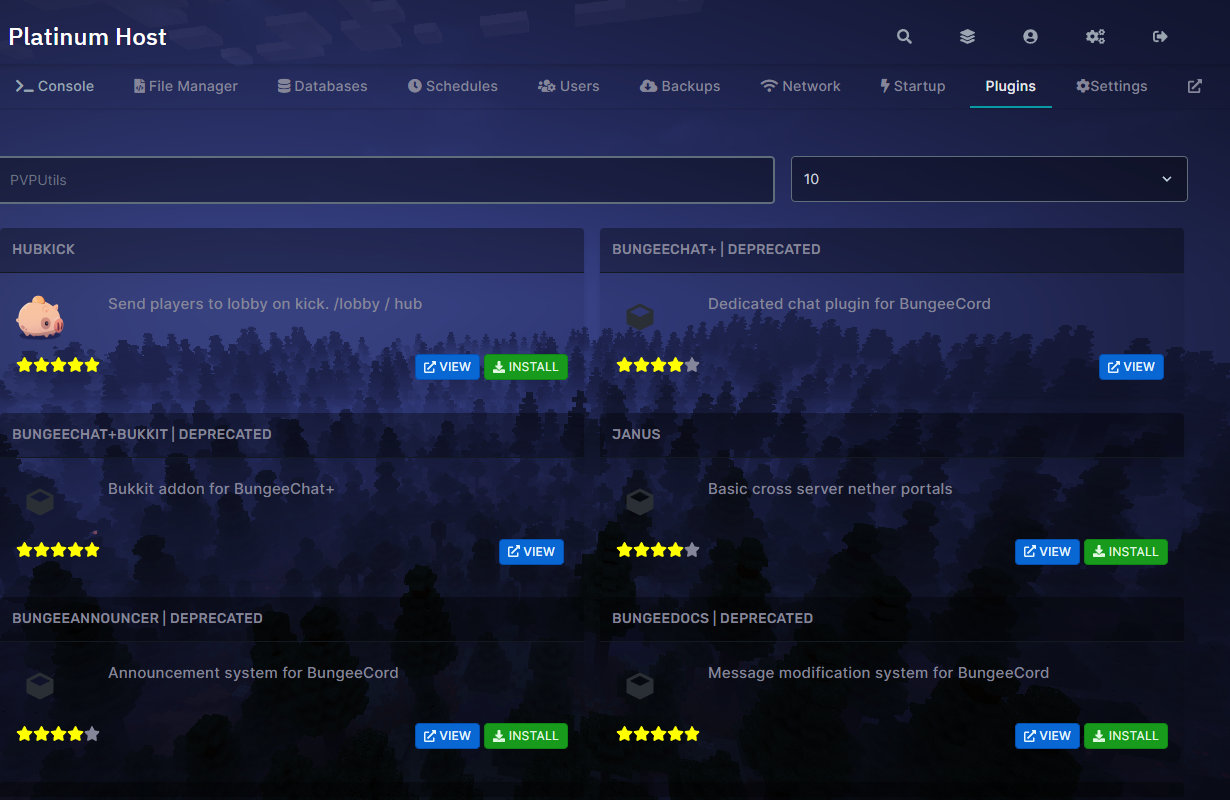 Platinum Host
Console File Manager Databases Schedules Users Backups Network Startup Plugins Settings
PVPUtils 10
HUBKICK
Send players to lobby on kick. /lobby / hub
VIEW INSTALL
BUNGEECHAT+ | DEPRECATED
Dedicated chat plugin for BungeeCord
VIEW
BUNGEECHAT+BUKKIT | DEPRECATED
Bukkit addon for BungeeChat+
VIEW
JANUS
Basic cross server nether portals
VIEW INSTALL
BUNGEEANNOUNCER | DEPRECATED
Announcement system for BungeeCord
VIEW INSTALL
BUNGEEDOCS | DEPRECATED
Message modification system for BungeeCord
VIEW INSTALL